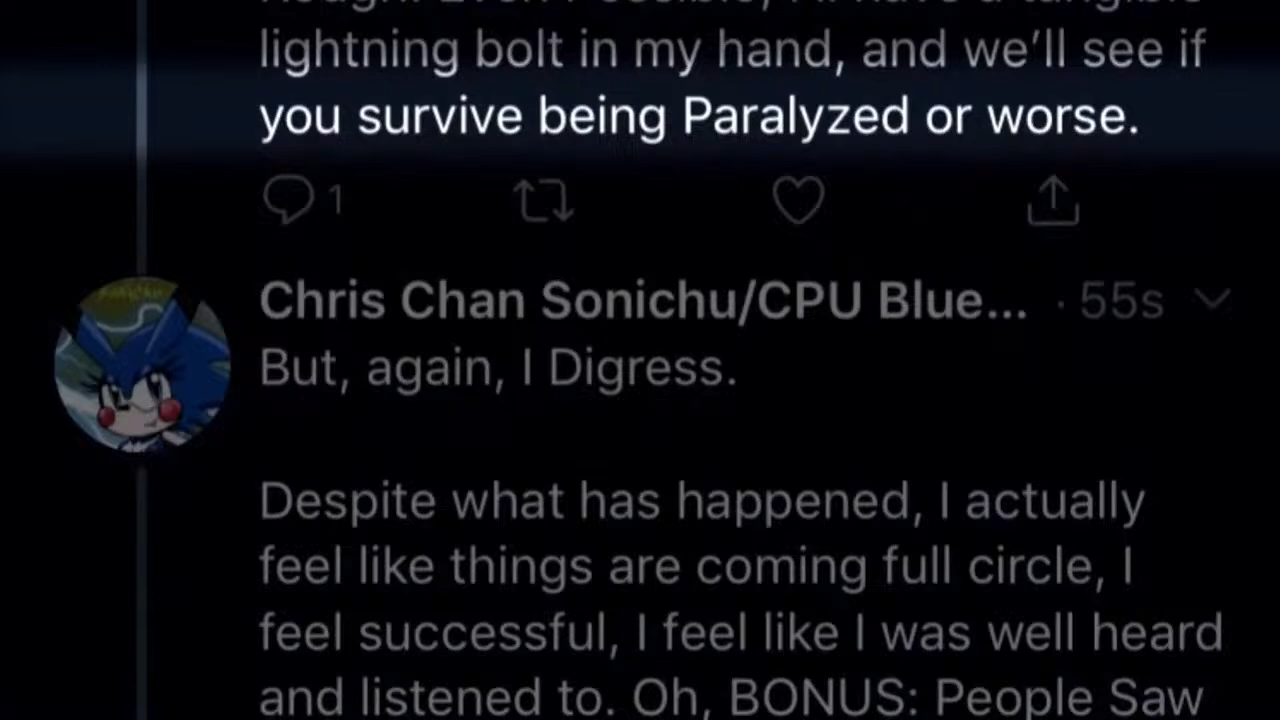 lightning bolt in my hand, and we’ll see if
you survive being Paralyzed or worse.
1
Chris Chan Sonichu/CPU Blue... · 55s
But, again, I Digress.
Despite what has happened, I actually
feel like things are coming full circle, I
feel successful, I feel like I was well heard
and listened to. Oh, BONUS: People Saw